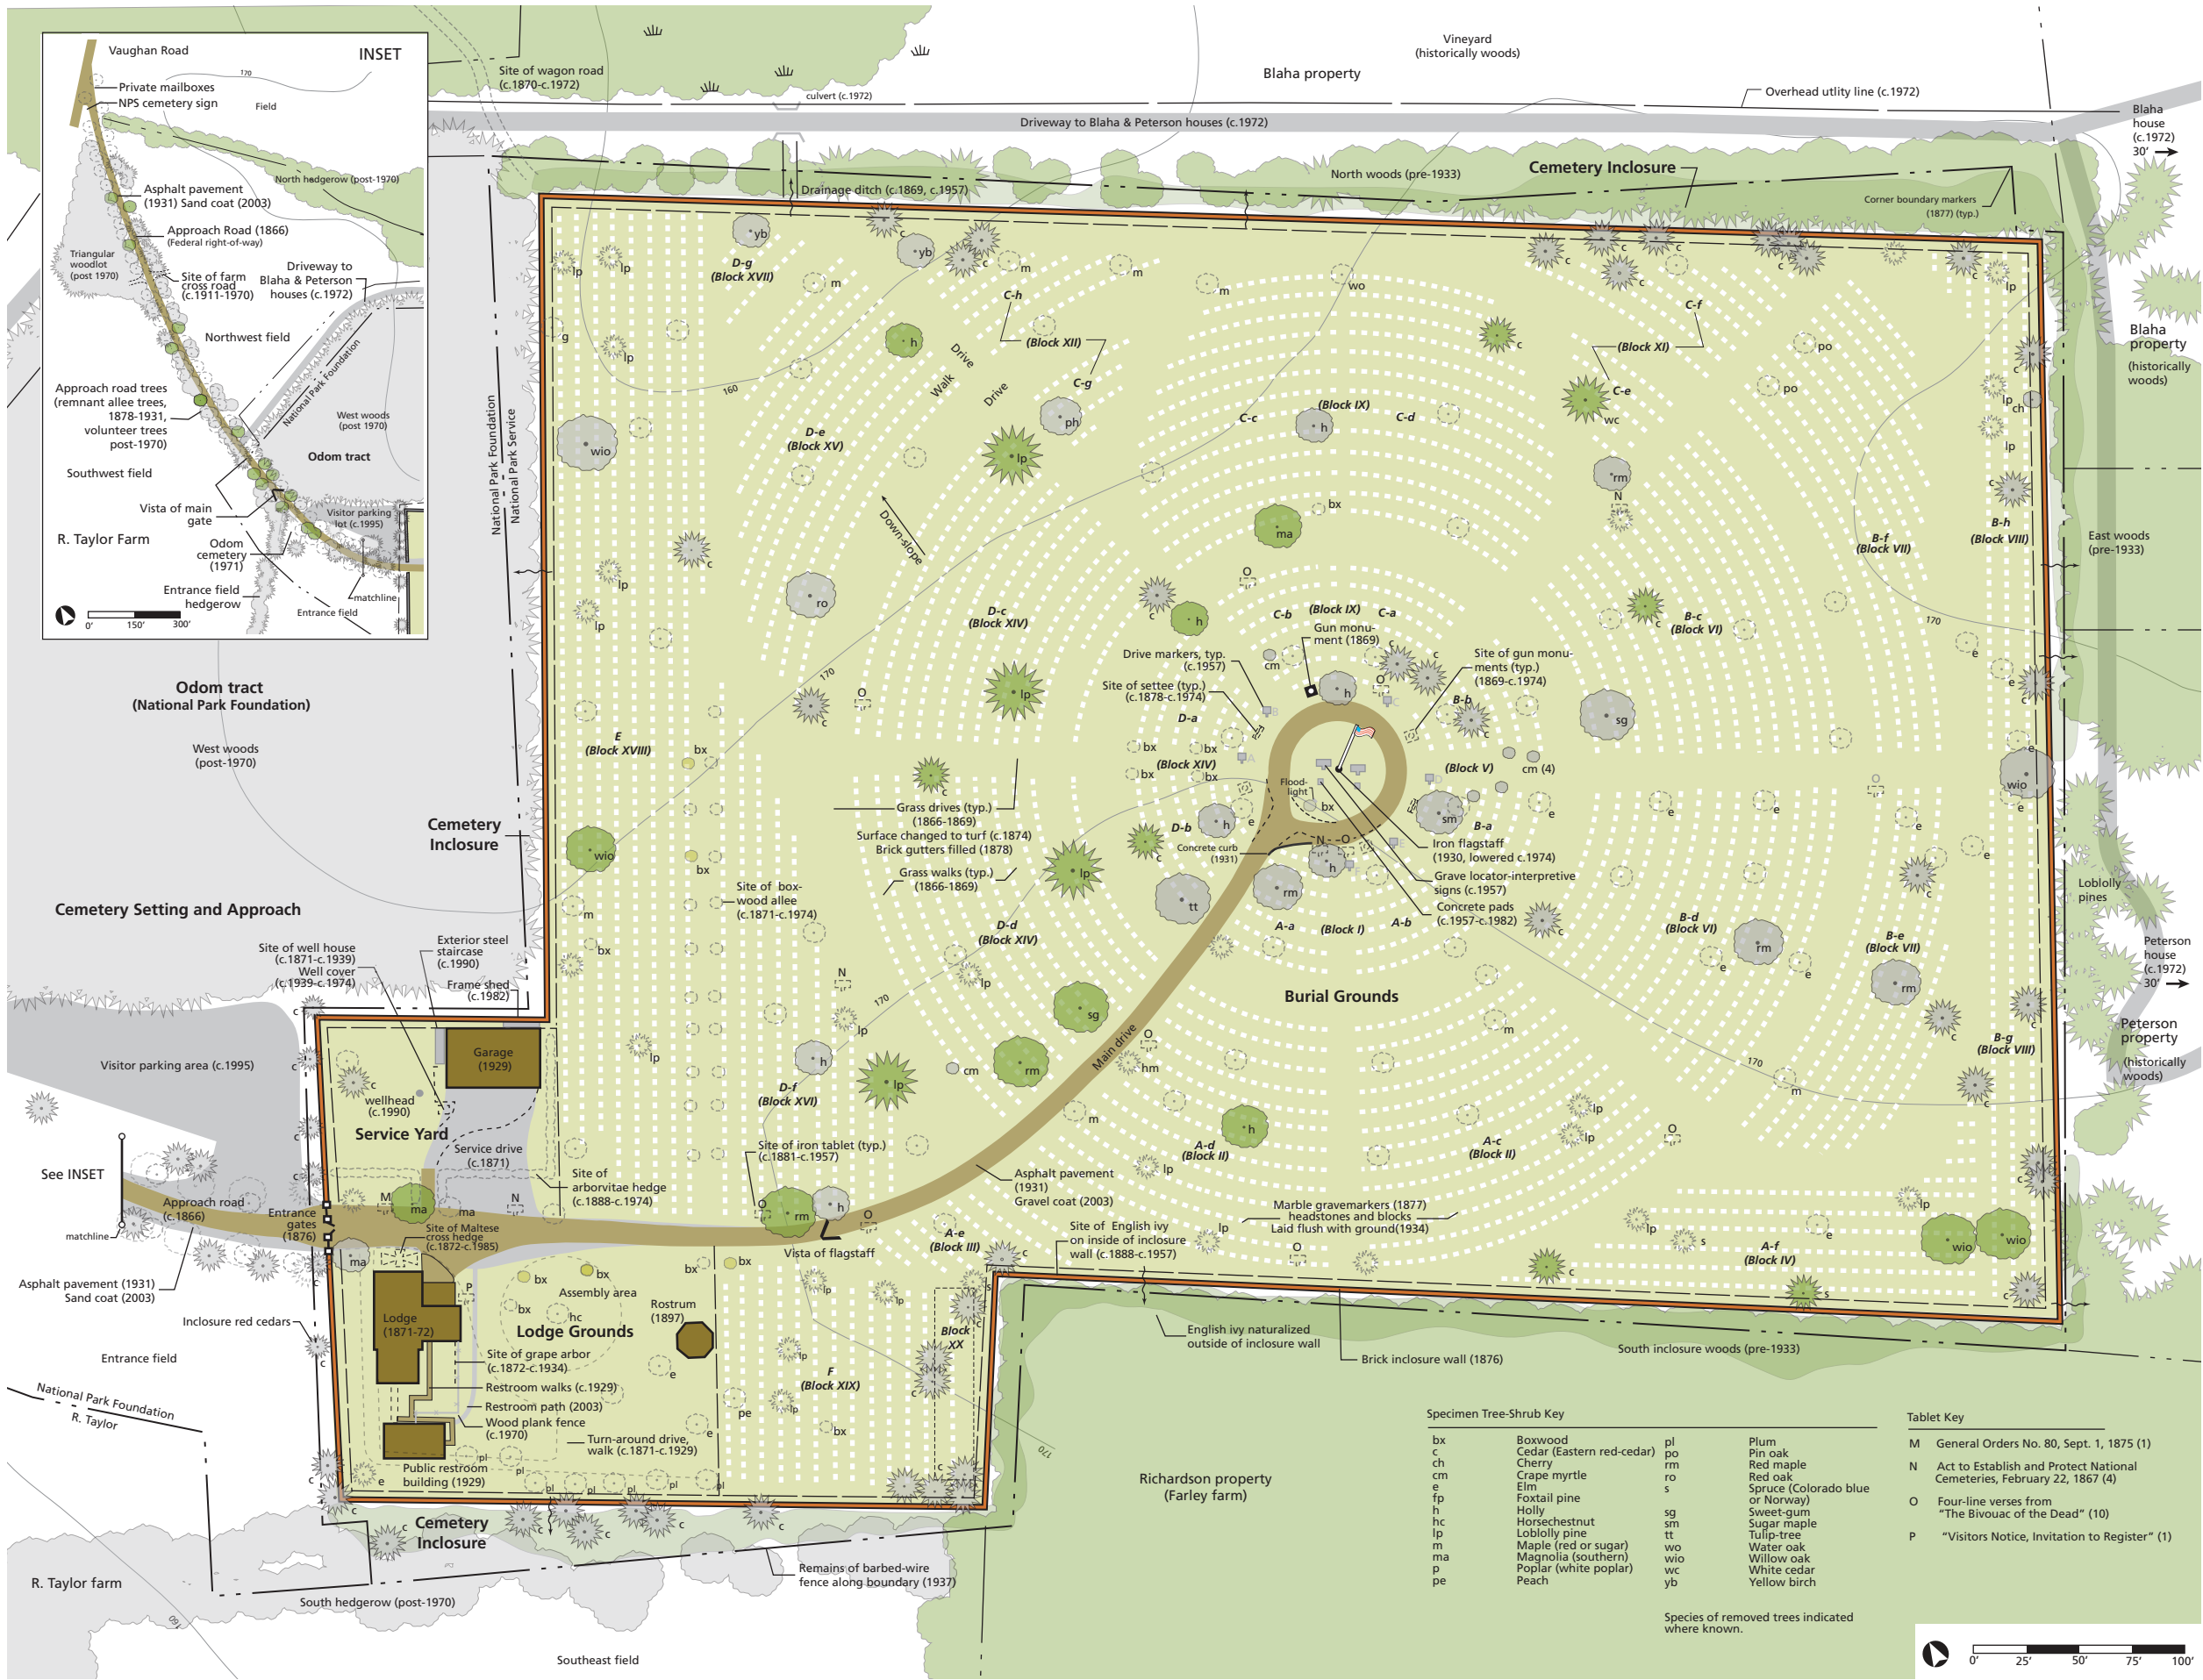 INSET
Vaughan Road
170
Private mailboxes
NPS cemetery sign
Field
North hedgerow (post-1970)
Asphalt pavement
(1931) Sand coat (2003)
Approach Road (1866)
(Federal right-of-way)
Triangular
woodlot
(post 1970)
Site of farm
cross road
(c.1911-1970)
Driveway to
Blaha & Peterson
houses (c.1972)
Northwest field
National Park Foundation
Approach road trees
(remnant allee trees,
1878-1931,
volunteer trees
post-1970)
West woods
(post 1970)
Odom tract
Southwest field
Vista of main
gate
Visitor parking
lot (c.1995)
R. Taylor Farm
Odom
cemetery
(1971)
Entrance field
hedgerow
matchline
Entrance field
0' 150' 300'
Site of wagon road
(c.1870-c.1972)
culvert (c.1972)
Blaha property
Vineyard
(historically woods)
Overhead utlity line (c.1972)
Driveway to Blaha & Peterson houses (c.1972)
Blaha
house
(c.1972)
30'
Drainage ditch (c.1869, c.1957)
North woods (pre-1933)
Cemetery Inclosure
Corner boundary markers
(1877) (typ.)
National Park Foundation
National Park Service
D-g
(Block XVII)
C-h
(Block XII)
C-g
C-f
(Block XI)
C-e
Blaha
property
(historically
woods)
Drive
Walk
Drive
160
D-e
(Block XV)
C-c
(Block IX)
C-d
Down-slope
B-f
(Block VII)
B-h
(Block VIII)
East woods
(pre-1933)
D-c
(Block XIV)
C-b
(Block IX)
C-a
Gun monu-
ment (1869)
B-c
(Block VI)
170
Drive markers, typ.
(c.1957)
Site of settee (typ.)
(c.1878-c.1974)
Site of gun monu-
ments (typ.)
(1869-c.1974)
B-b
D-a
(Block XIV)
(Block V)
cm (4)
Flood-
light
Odom tract
(National Park Foundation)
West woods
(post-1970)
E
(Block XVIII)
170
Grass drives (typ.)
(1866-1869)
Surface changed to turf (c.1874)
Brick gutters filled (1878)
Grass walks (typ.)
(1866-1869)
D-b
Concrete curb
(1931)
B-a
Iron flagstaff
(1930, lowered c.1974)
Grave locator-interpretive
signs (c.1957)
Concrete pads
(c.1957-c.1982)
Cemetery
Inclosure
Site of box-
wood allee
(c.1871-c.1974)
Cemetery Setting and Approach
D-d
(Block XIV)
A-a
(Block I)
A-b
B-d
(Block VI)
B-e
(Block VII)
Loblolly
pines
Peterson
house
(c.1972)
30'
Site of well house
(c.1871-c.1939)
Well cover
(c.1939-c.1974)
Exterior steel
staircase
(c.1990)
Frame shed
(c.1982)
170
Burial Grounds
Main drive
B-g
(Block VIII)
Peterson
property
(historically
woods)
170
Visitor parking area (c.1995)
Garage
(1929)
wellhead
(c.1990)
Service Yard
Service drive
(c.1871)
D-f
(Block XVI)
Site of iron tablet (typ.)
(c.1881-c.1957)
A-d
(Block II)
A-c
(Block II)
See INSET
Approach road
(c.1866)
Entrance
gates
(1876)
Site of
arborvitae hedge
(c.1888-c.1974)
Asphalt pavement
(1931)
Gravel coat (2003)
Marble gravemarkers (1877)
headstones and blocks
Laid flush with ground(1934)
matchline
Site of Maltese
cross hedge
(c.1872-c.1985)
Vista of flagstaff
A-e
(Block III)
Site of English ivy
on inside of inclosure
wall (c.1888-c.1957)
A-f
(Block IV)
Asphalt pavement (1931)
Sand coat (2003)
Assembly area
Rostrum
(1897)
Lodge
(1871-72)
Lodge Grounds
Inclosure red cedars
Block
XX
English ivy naturalized
outside of inclosure wall
Brick inclosure wall (1876)
South inclosure woods (pre-1933)
Entrance field
Site of grape arbor
(c.1872-c.1934)
Restroom walks (c.1929)
Restroom path (2003)
Wood plank fence
(c.1970)
Turn-around drive,
walk (c.1871-c.1929)
F
(Block XIX)
National Park Foundation
R. Taylor
Public restroom
building (1929)
170
Richardson property
(Farley farm)
Cemetery
Inclosure
Remains of barbed-wire
fence along boundary (1937)
R. Taylor farm
160
South hedgerow (post-1970)
Southeast field
Specimen Tree-Shrub Key
bx Boxwood
c Cedar (Eastern red-cedar)
ch Cherry
cm Crape myrtle
e Elm
fp Foxtail pine
h Holly
hc Horsechestnut
lp Loblolly pine
m Maple (red or sugar)
ma Magnolia (southern)
p Poplar (white poplar)
pe Peach
pl Plum
po Pin oak
rm Red maple
ro Red oak
s Spruce (Colorado blue
or Norway)
sg Sweet-gum
sm Sugar maple
tt Tulip-tree
wo Water oak
wio Willow oak
wc White cedar
yb Yellow birch
Species of removed trees indicated
where known.
Tablet Key
M General Orders No. 80, Sept. 1, 1875 (1)
N Act to Establish and Protect National
Cemeteries, February 22, 1867 (4)
O Four-line verses from
"The Bivouac of the Dead" (10)
P "Visitors Notice, Invitation to Register" (1)
0' 25' 50' 75' 100'